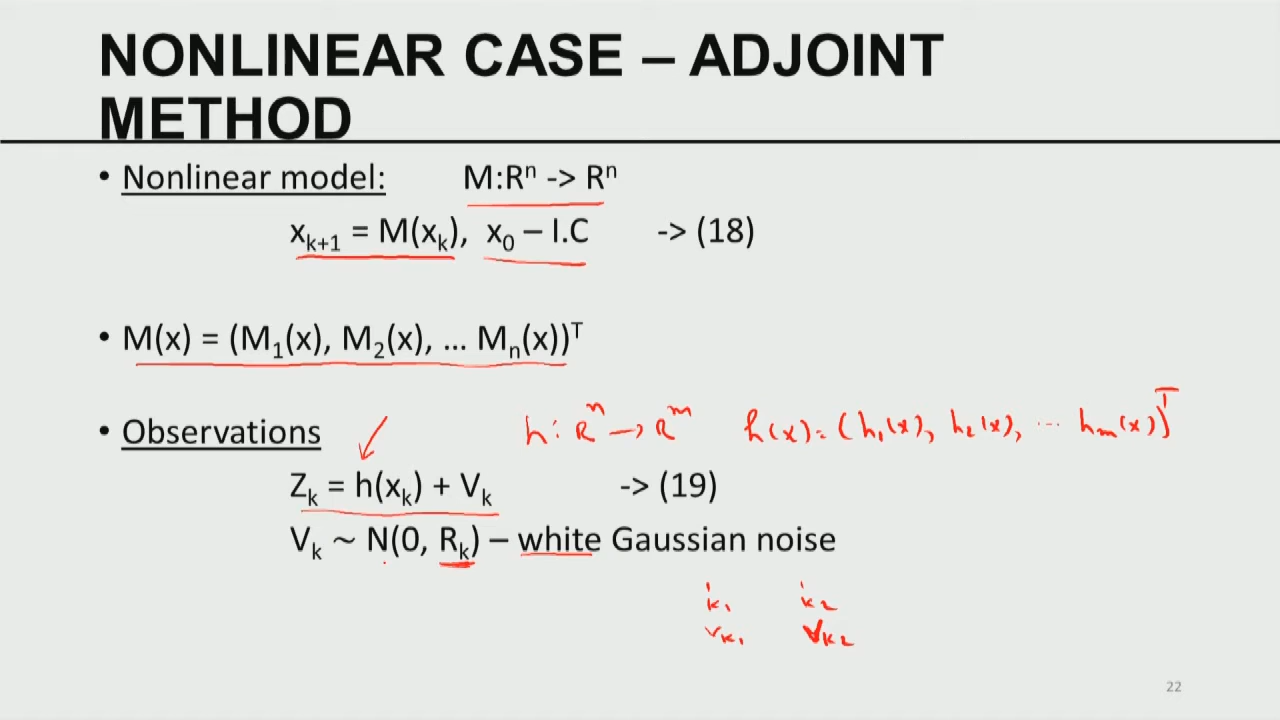 NONLINEAR CASE – ADJOINT
METHOD
• Nonlinear model: M:Rⁿ -> Rⁿ
xₖ₊₁ = M(xₖ), x₀ – I.C -> (18)
• M(x) = (M₁(x), M₂(x), … Mₙ(x))ᵀ
• Observations h: Rⁿ → Rᵐ h(x) = (h₁(x), h₂(x), ... hₘ(x))ᵀ
Zₖ = h(xₖ) + Vₖ -> (19)
Vₖ ~ N(0, Rₖ) – white Gaussian noise
k₁ k₂
Vₖ₁ Vₖ₂
22